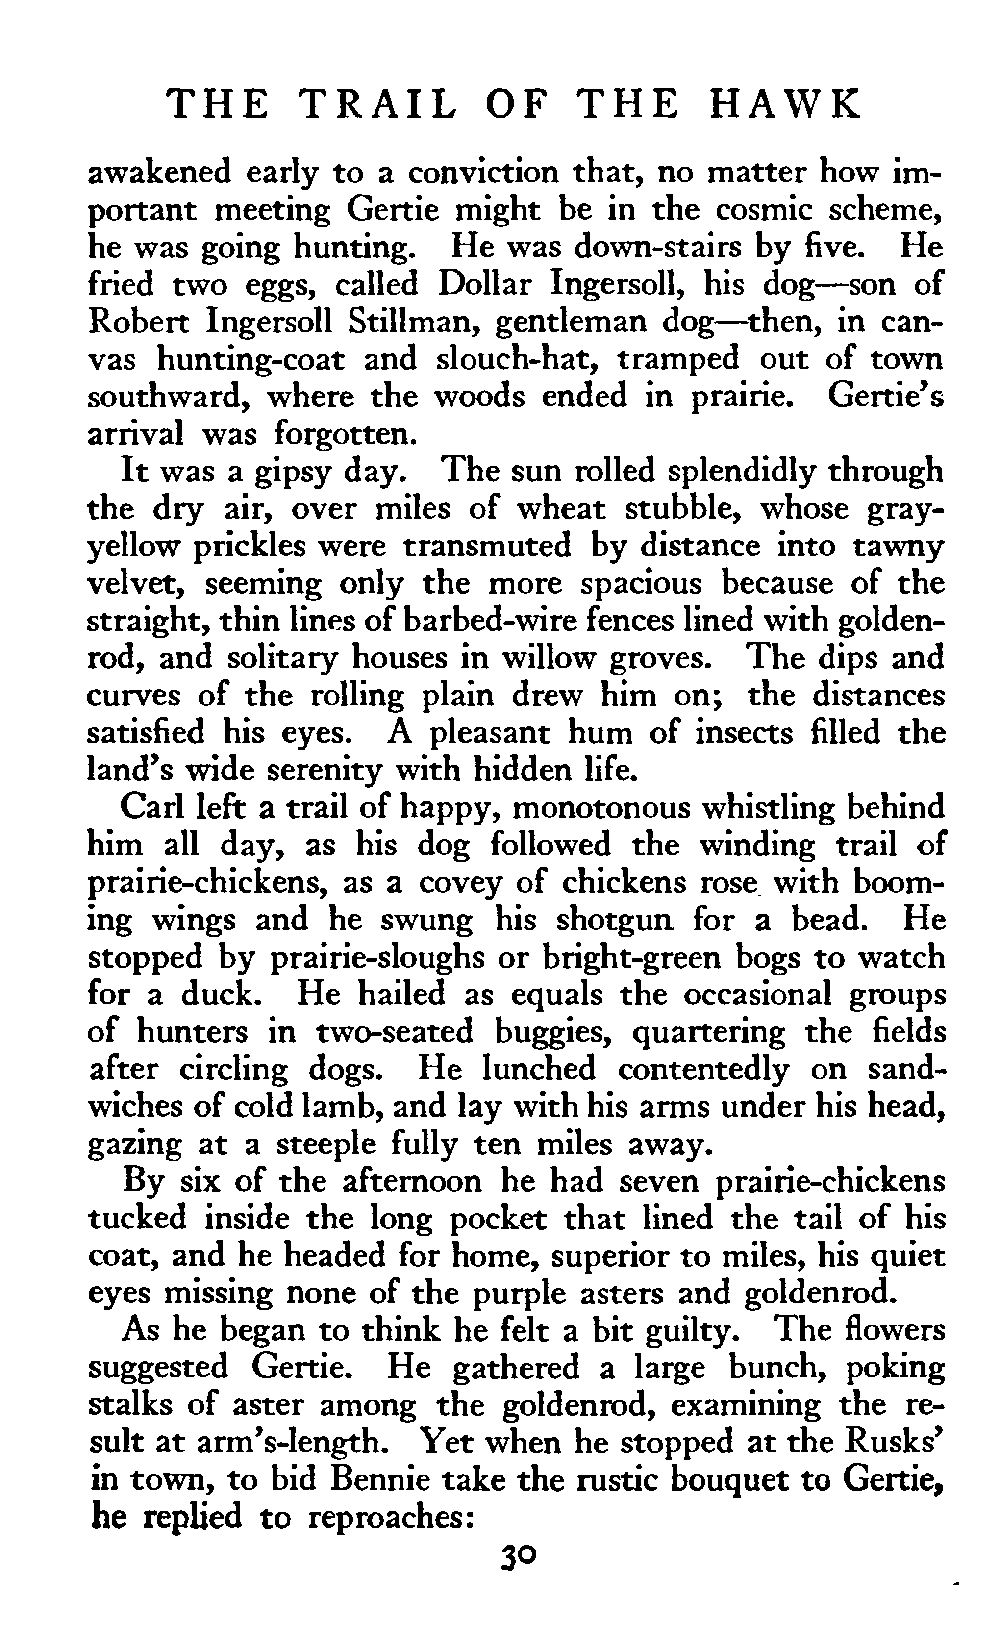 THE TRAIL OF THE HAWK
awakened early to a conviction that, no matter how im-
portant meeting Gertie might be in the cosmic scheme,
he was going hunting. He was down-stairs by five. He
fried two eggs, called Dollar Ingersoll, his dog—son of
Robert Ingersoll Stillman, gentleman dog—then, in can-
vas hunting-coat and slouch-hat, tramped out of town
southward, where the woods ended in prairie. Gertie's
arrival was forgotten.
It was a gipsy day. The sun rolled splendidly through
the dry air, over miles of wheat stubble, whose gray-
yellow prickles were transmuted by distance into tawny
velvet, seeming only the more spacious because of the
straight, thin lines of barbed-wire fences lined with golden-
rod, and solitary houses in willow groves. The dips and
curves of the rolling plain drew him on; the distances
satisfied his eyes. A pleasant hum of insects filled the
land's wide serenity with hidden life.
Carl left a trail of happy, monotonous whistling behind
him all day, as his dog followed the winding trail of
prairie-chickens, as a covey of chickens rose with boom-
ing wings and he swung his shotgun for a bead. He
stopped by prairie-sloughs or bright-green bogs to watch
for a duck. He hailed as equals the occasional groups
of hunters in two-seated buggies, quartering the fields
after circling dogs. He lunched contentedly on sand-
wiches of cold lamb, and lay with his arms under his head,
gazing at a steeple fully ten miles away.
By six of the afternoon he had seven prairie-chickens
tucked inside the long pocket that lined the tail of his
coat, and he headed for home, superior to miles, his quiet
eyes missing none of the purple asters and goldenrod.
As he began to think he felt a bit guilty. The flowers
suggested Gertie. He gathered a large bunch, poking
stalks of aster among the goldenrod, examining the re-
sult at arm's-length. Yet when he stopped at the Rusks'
in town, to bid Bennie take the rustic bouquet to Gertie,
he replied to reproaches:
30